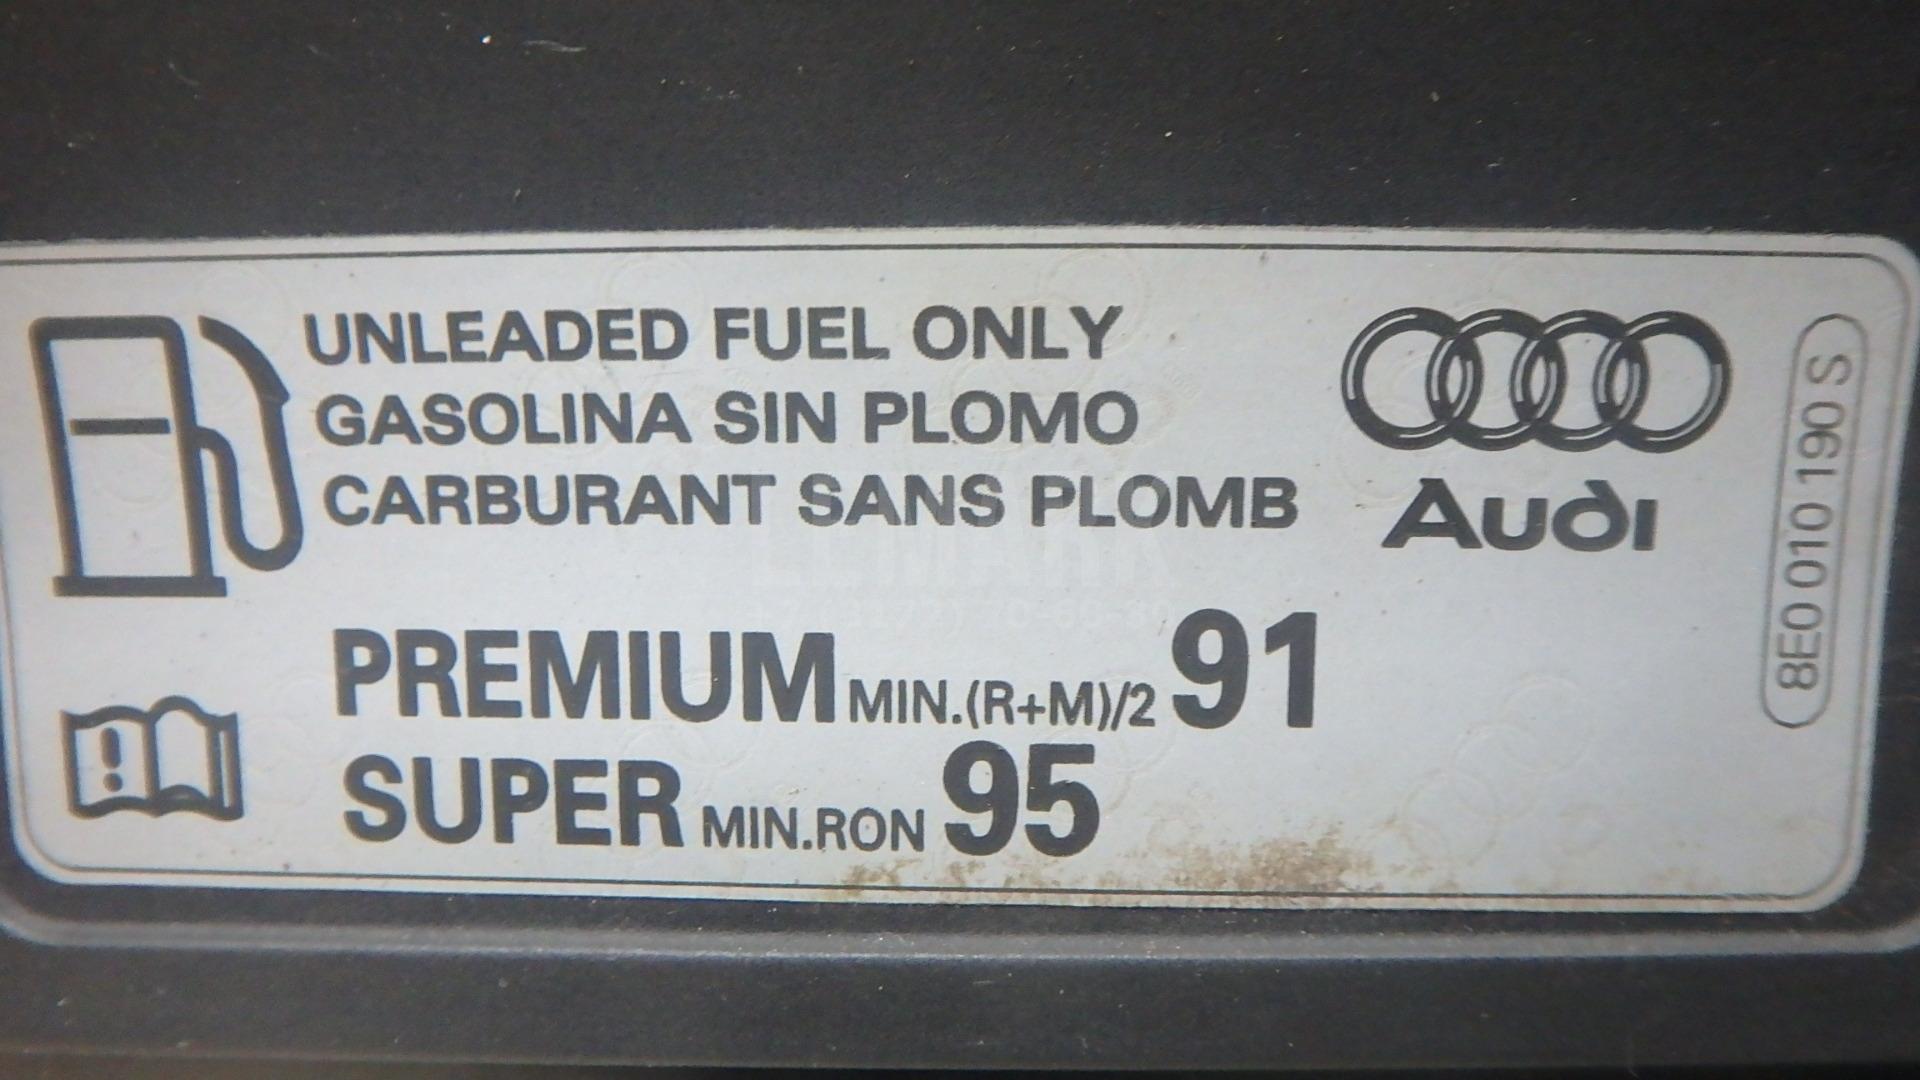 UNLEADED FUEL ONLY
GASOLINA SIN PLOMO
CARBURANT SANS PLOMB
Audi
8E0 010 190 S
PREMIUM MIN.(R+M)/2 91
SUPER MIN.RON 95